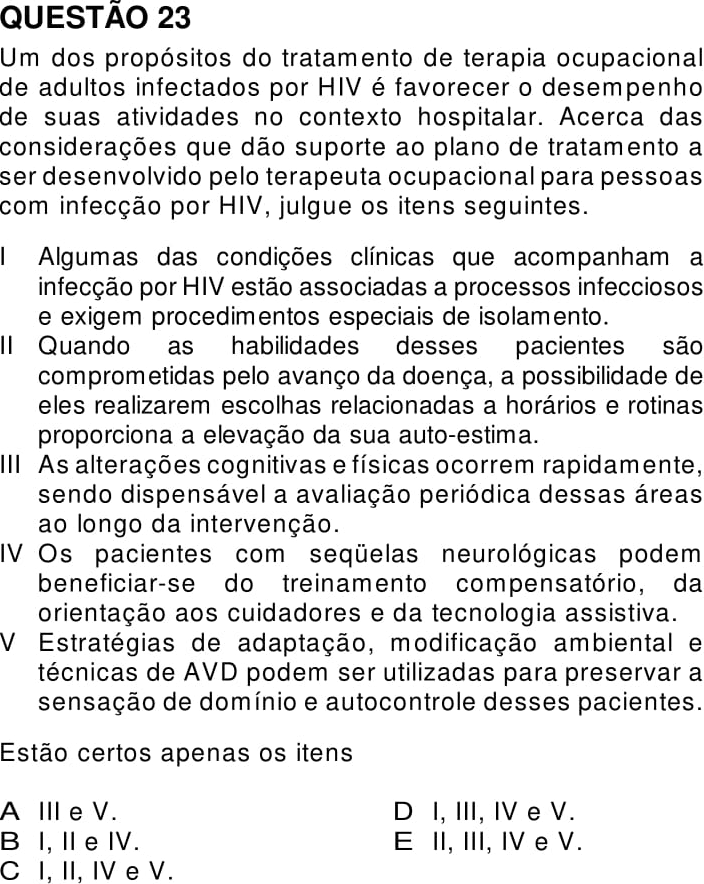 QUESTÃO 23
Um dos propósitos do tratamento de terapia ocupacional
de adultos infectados por HIV é favorecer o desempenho
de suas atividades no contexto hospitalar. Acerca das
considerações que dão suporte ao plano de tratamento a
ser desenvolvido pelo terapeuta ocupacional para pessoas
com infecção por HIV, julgue os itens seguintes.
I Algumas das condições clínicas que acompanham a
infecção por HIV estão associadas a processos infecciosos
e exigem procedimentos especiais de isolamento.
II Quando as habilidades desses pacientes são
comprometidas pelo avanço da doença, a possibilidade de
eles realizarem escolhas relacionadas a horários e rotinas
proporciona a elevação da sua auto-estima.
III As alterações cognitivas e físicas ocorrem rapidamente,
sendo dispensável a avaliação periódica dessas áreas
ao longo da intervenção.
IV Os pacientes com seqüelas neurológicas podem
beneficiar-se do treinamento compensatório, da
orientação aos cuidadores e da tecnologia assistiva.
V Estratégias de adaptação, modificação ambiental e
técnicas de AVD podem ser utilizadas para preservar a
sensação de domínio e autocontrole desses pacientes.
Estão certos apenas os itens
A III e V.
B I, II e IV.
C I, II, IV e V.
D I, III, IV e V.
E II, III, IV e V.